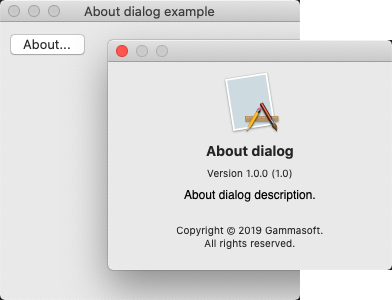 About dialog example
About...
About dialog
Version 1.0.0 (1.0)
About dialog description.
Copyright © 2019 Gammasoft.
All rights reserved.